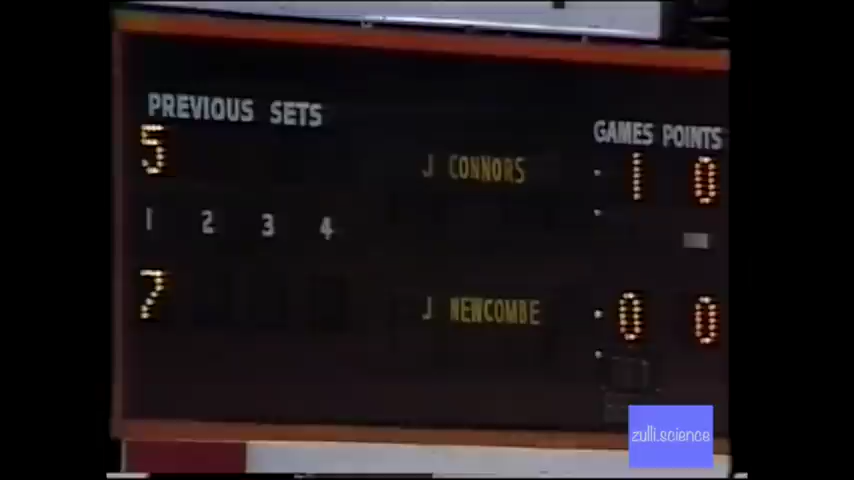 PREVIOUS SETS
GAMES POINTS
5
J CONNORS
1 0
1 2 3 4
7
J NEWCOMBE
0 0
zulli.science